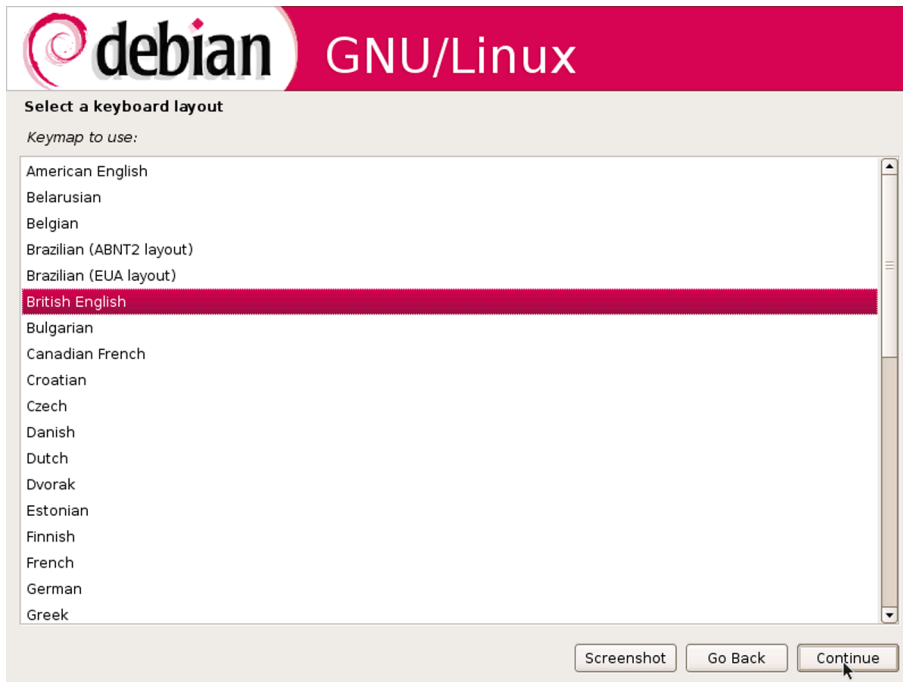 debian GNU/Linux
Select a keyboard layout
Keymap to use:
American English
Belarusian
Belgian
Brazilian (ABNT2 layout)
Brazilian (EUA layout)
British English
Bulgarian
Canadian French
Croatian
Czech
Danish
Dutch
Dvorak
Estonian
Finnish
French
German
Greek
Screenshot Go Back Continue